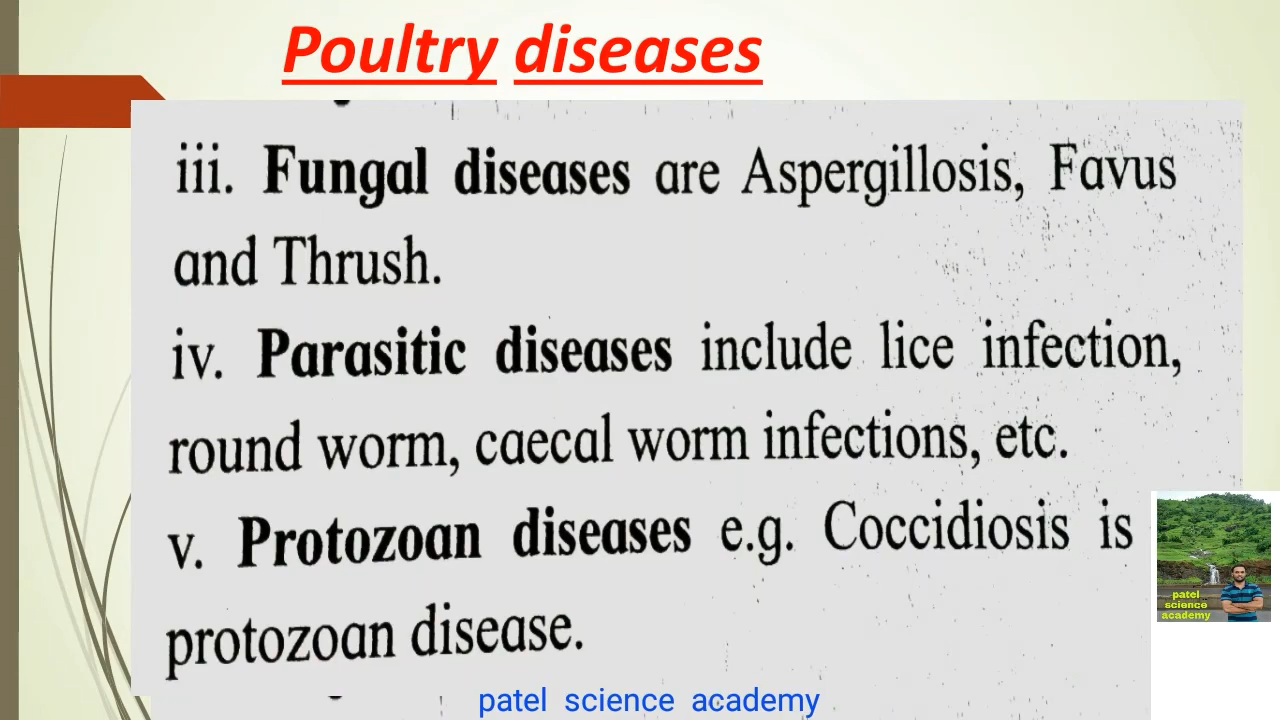 Poultry diseases
iii. Fungal diseases are Aspergillosis, Favus
and Thrush.
iv. Parasitic diseases include lice infection,
round worm, caecal worm infections, etc.
v. Protozoan diseases e.g. Coccidiosis is
protozoan disease.
patel
science
academy
patel science academy